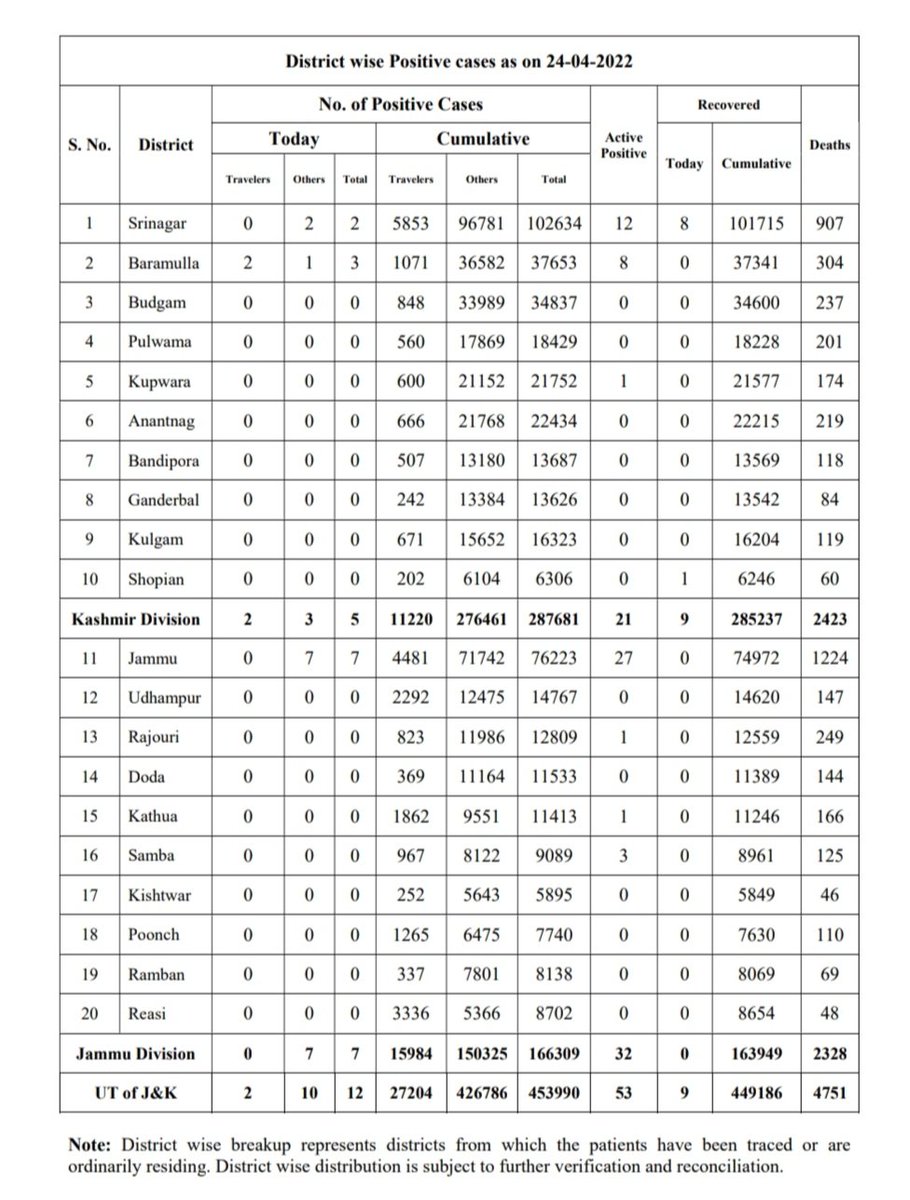 District wise Positive cases as on 24-04-2022
S. No. District No. of Positive Cases Active Positive Recovered Deaths
Today Cumulative Today Cumulative
Travelers Others Total Travelers Others Total
1 Srinagar 0 2 2 5853 96781 102634 12 8 101715 907
2 Baramulla 2 1 3 1071 36582 37653 8 0 37341 304
3 Budgam 0 0 0 848 33989 34837 0 0 34600 237
4 Pulwama 0 0 0 560 17869 18429 0 0 18228 201
5 Kupwara 0 0 0 600 21152 21752 1 0 21577 174
6 Anantnag 0 0 0 666 21768 22434 0 0 22215 219
7 Bandipora 0 0 0 507 13180 13687 0 0 13569 118
8 Ganderbal 0 0 0 242 13384 13626 0 0 13542 84
9 Kulgam 0 0 0 671 15652 16323 0 0 16204 119
10 Shopian 0 0 0 202 6104 6306 0 1 6246 60
Kashmir Division 2 3 5 11220 276461 287681 21 9 285237 2423
11 Jammu 0 7 7 4481 71742 76223 27 0 74972 1224
12 Udhampur 0 0 0 2292 12475 14767 0 0 14620 147
13 Rajouri 0 0 0 823 11986 12809 1 0 12559 249
14 Doda 0 0 0 369 11164 11533 0 0 11389 144
15 Kathua 0 0 0 1862 9551 11413 1 0 11246 166
16 Samba 0 0 0 967 8122 9089 3 0 8961 125
17 Kishtwar 0 0 0 252 5643 5895 0 0 5849 46
18 Poonch 0 0 0 1265 6475 7740 0 0 7630 110
19 Ramban 0 0 0 337 7801 8138 0 0 8069 69
20 Reasi 0 0 0 3336 5366 8702 0 0 8654 48
Jammu Division 0 7 7 15984 150325 166309 32 0 163949 2328
UT of J&K 2 10 12 27204 426786 453990 53 9 449186 4751
Note: District wise breakup represents districts from which the patients have been traced or are
ordinarily residing. District wise distribution is subject to further verification and reconciliation.